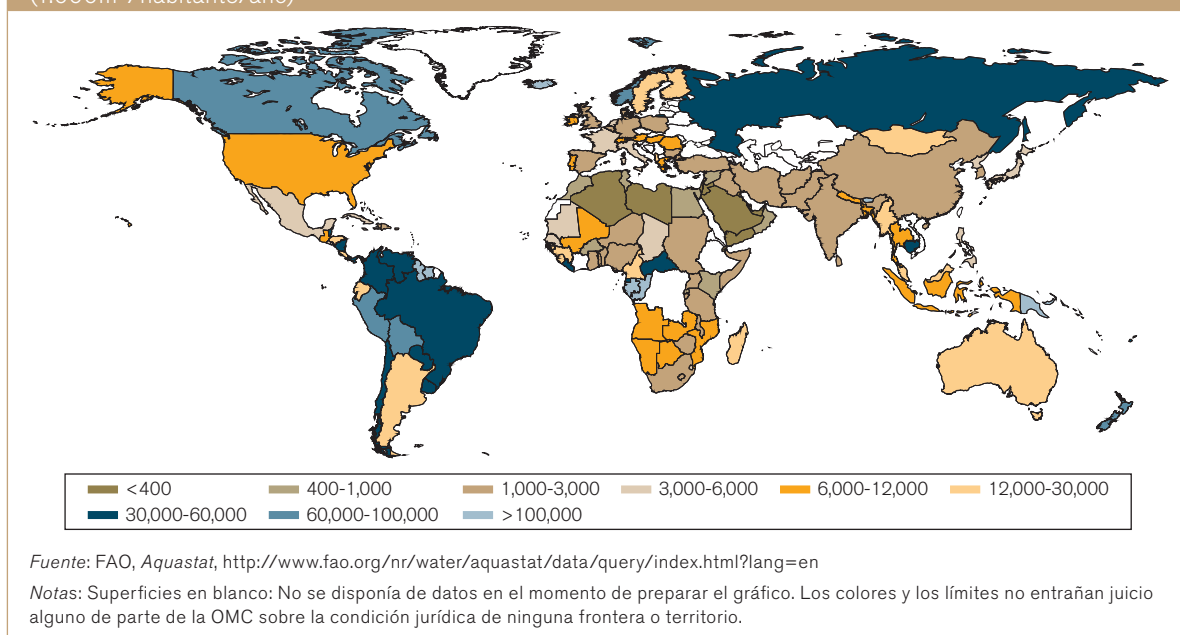 <400 400-1,000 1,000-3,000 3,000-6,000 6,000-12,000 12,000-30,000
30,000-60,000 60,000-100,000 >100,000
Fuente: FAO, Aquastat, http://www.fao.org/nr/water/aquastat/data/query/index.html?lang=en
Notas: Superficies en blanco: No se disponía de datos en el momento de preparar el gráfico. Los colores y los límites no entrañan juicio
alguno de parte de la OMC sobre la condición jurídica de ninguna frontera o territorio.